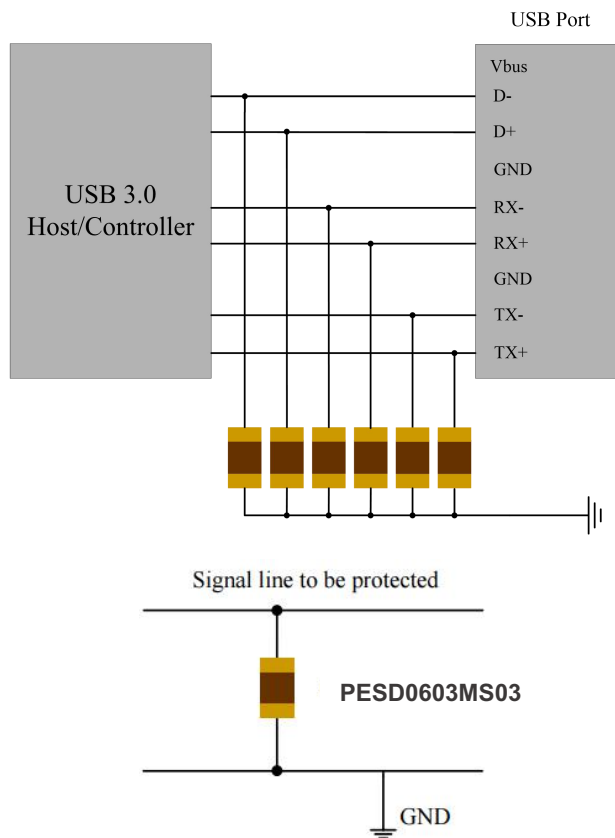 USB Port
Vbus
D-
D+
GND
USB 3.0
Host/Controller
RX-
RX+
GND
TX-
TX+
Signal line to be protected
PESD0603MS03
GND